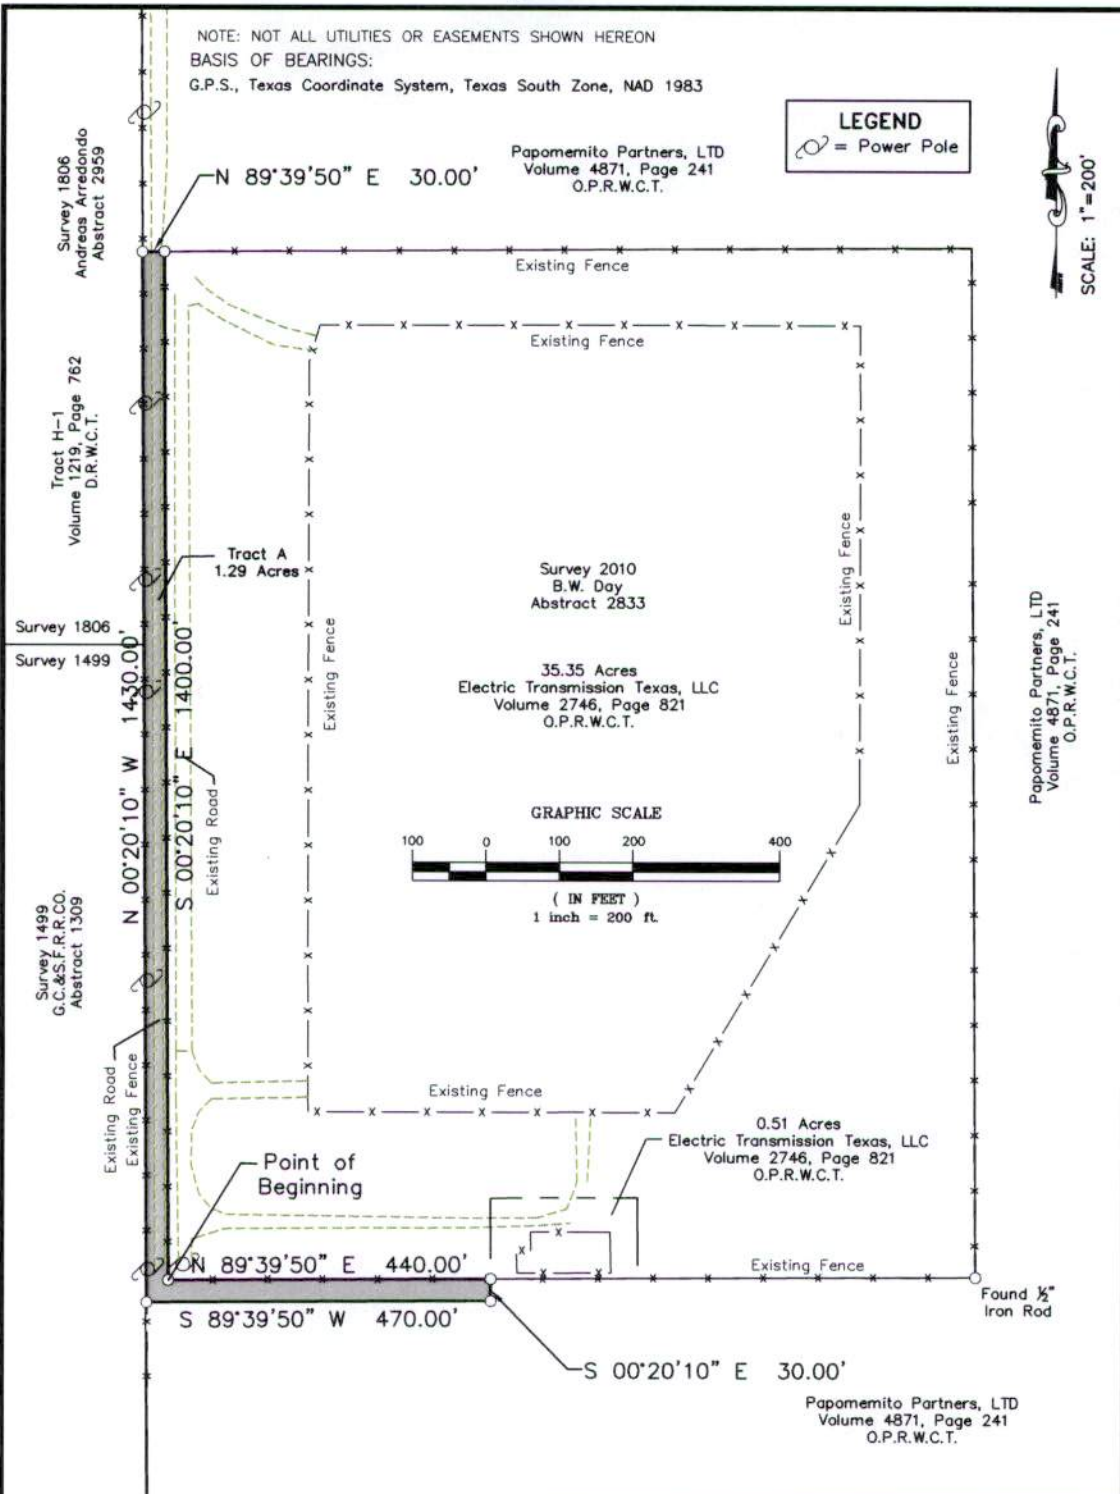 NOTE: NOT ALL UTILITIES OR EASEMENTS SHOWN HEREON
BASIS OF BEARINGS:
G.P.S., Texas Coordinate System, Texas South Zone, NAD 1983
LEGEND
= Power Pole
SCALE: 1"=200'
N 89°39'50" E 30.00'
Papomemito Partners, LTD
Volume 4871, Page 241
O.P.R.W.C.T.
Survey 1806
Andreas Arredondo
Abstract 2959
Existing Fence
Existing Fence
Tract H-1
Volume 1219, Page 762
D.R.W.C.T.
Tract A
1.29 Acres
Survey 2010
B.W. Day
Abstract 2833
Existing Fence
Survey 1806
Survey 1499
N 00°20'10" W 1430.00'
S 00°20'10" E 1400.00'
Existing Road
Existing Fence
35.35 Acres
Electric Transmission Texas, LLC
Volume 2746, Page 821
O.P.R.W.C.T.
Existing Fence
Papomemito Partners, LTD
Volume 4871, Page 241
O.P.R.W.C.T.
GRAPHIC SCALE
100 0 100 200 400
( IN FEET )
1 inch = 200 ft.
Survey 1499
G.C.&S.F.R.R.CO.
Abstract 1309
Existing Road
Existing Fence
Existing Fence
0.51 Acres
Electric Transmission Texas, LLC
Volume 2746, Page 821
O.P.R.W.C.T.
Point of
Beginning
N 89°39'50" E 440.00'
Existing Fence
S 89°39'50" W 470.00'
Found ½"
Iron Rod
S 00°20'10" E 30.00'
Papomemito Partners, LTD
Volume 4871, Page 241
O.P.R.W.C.T.